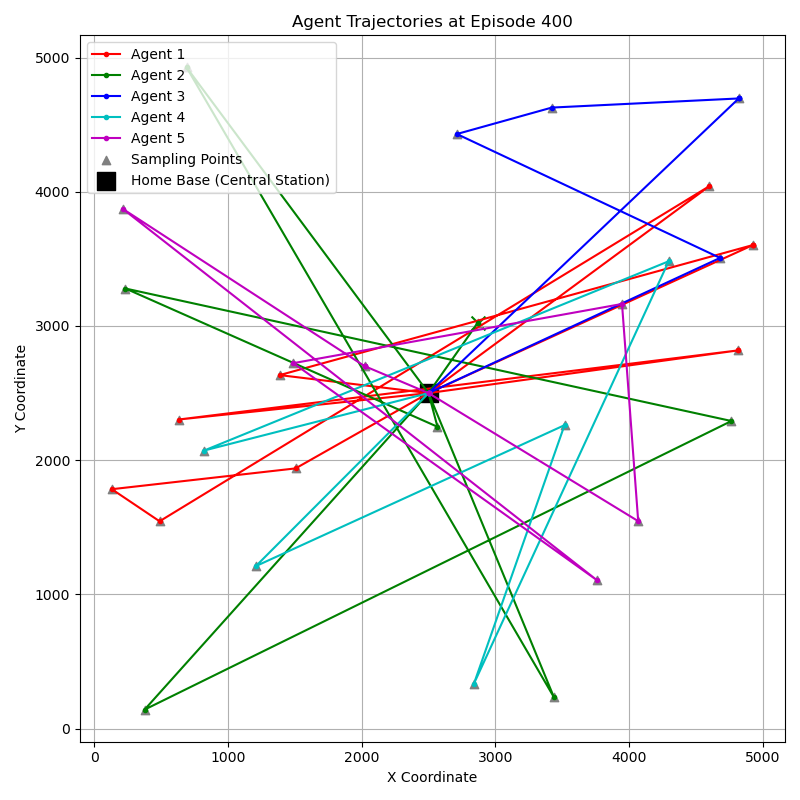 Agent Trajectories at Episode 400
Agent 1
Agent 2
Agent 3
Agent 4
Agent 5
Sampling Points
Home Base (Central Station)
Y Coordinate
5000
4000
3000
2000
1000
0
0 1000 2000 3000 4000 5000
X Coordinate